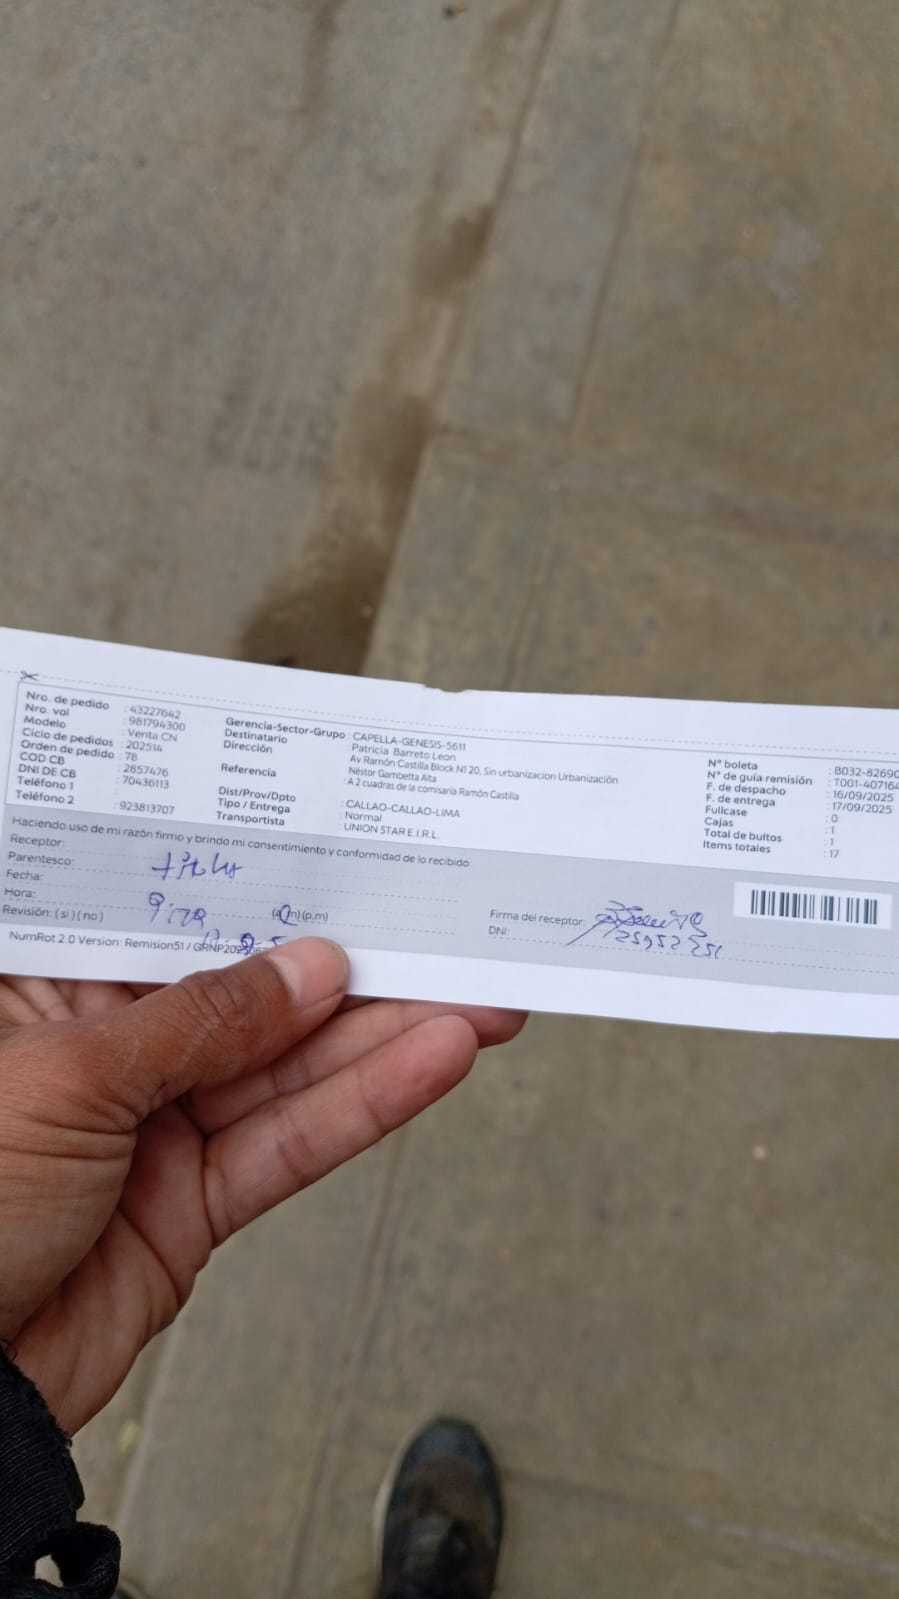 Nro. de pedido : 43227642
Nro. vol : 981794300
Modelo : Venta CN
Ciclo de pedidos : 202514
Orden de pedido : 78
COD CB : 2857476
DNI DE CB : 70436113
Teléfono 1 :
Teléfono 2 : 923813707
Gerencia-Sector-Grupo : CAPELLA-GENESIS-5611
Destinatario Patricia Barreto Leon
Dirección Av Ramón Castilla Block N1 20, Sin urbanizacion Urbanización
Néstor Gambetta Alta
Referencia : A 2 cuadras de la comisaria Ramón Castilla
Dist/Prov/Dpto : CALLAO-CALLAO-LIMA
Tipo / Entrega : Normal
Transportista : UNION STAR E.I.R.L.
N° boleta : B032-8269
N° de guía remisión : T001-40716
F. de despacho : 16/09/2025
F. de entrega : 17/09/2025
Fullcase : 0
Cajas : 1
Total de bultos : 1
Items totales : 17
Haciendo uso de mi razón firmo y brindo mi consentimiento y conformidad de lo recibido
Receptor:
Parentesco:
Fecha:
Hora: (a.m) (p.m)
Revisión: ( si ) ( no )
Firma del receptor:
DNI:
NumRot 2.0 Version: Remision51 / GRNP202